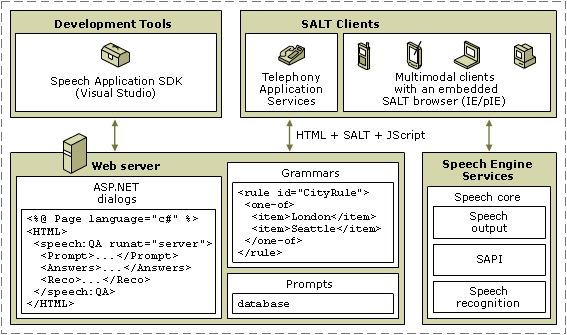 Development Tools
Speech Application SDK
(Visual Studio)
SALT Clients
Telephony
Application
Services
Multimodal clients
with an embedded
SALT browser (IE/pIE)
HTML + SALT + JScript
Web server
ASP.NET
dialogs
<%@ Page language="c#" %>
<HTML>
<speech:QA runat="server">
<Prompt>...</Prompt>
<Answers>...</Answers>
<Reco>...</Reco>
</speech:QA>
</HTML>
Grammars
<rule id="CityRule">
<one-of>
<item>London</item>
<item>Seattle</item>
</one-of>
</rule>
Prompts
database
Speech Engine
Services
Speech core
Speech
output
SAPI
Speech
recognition